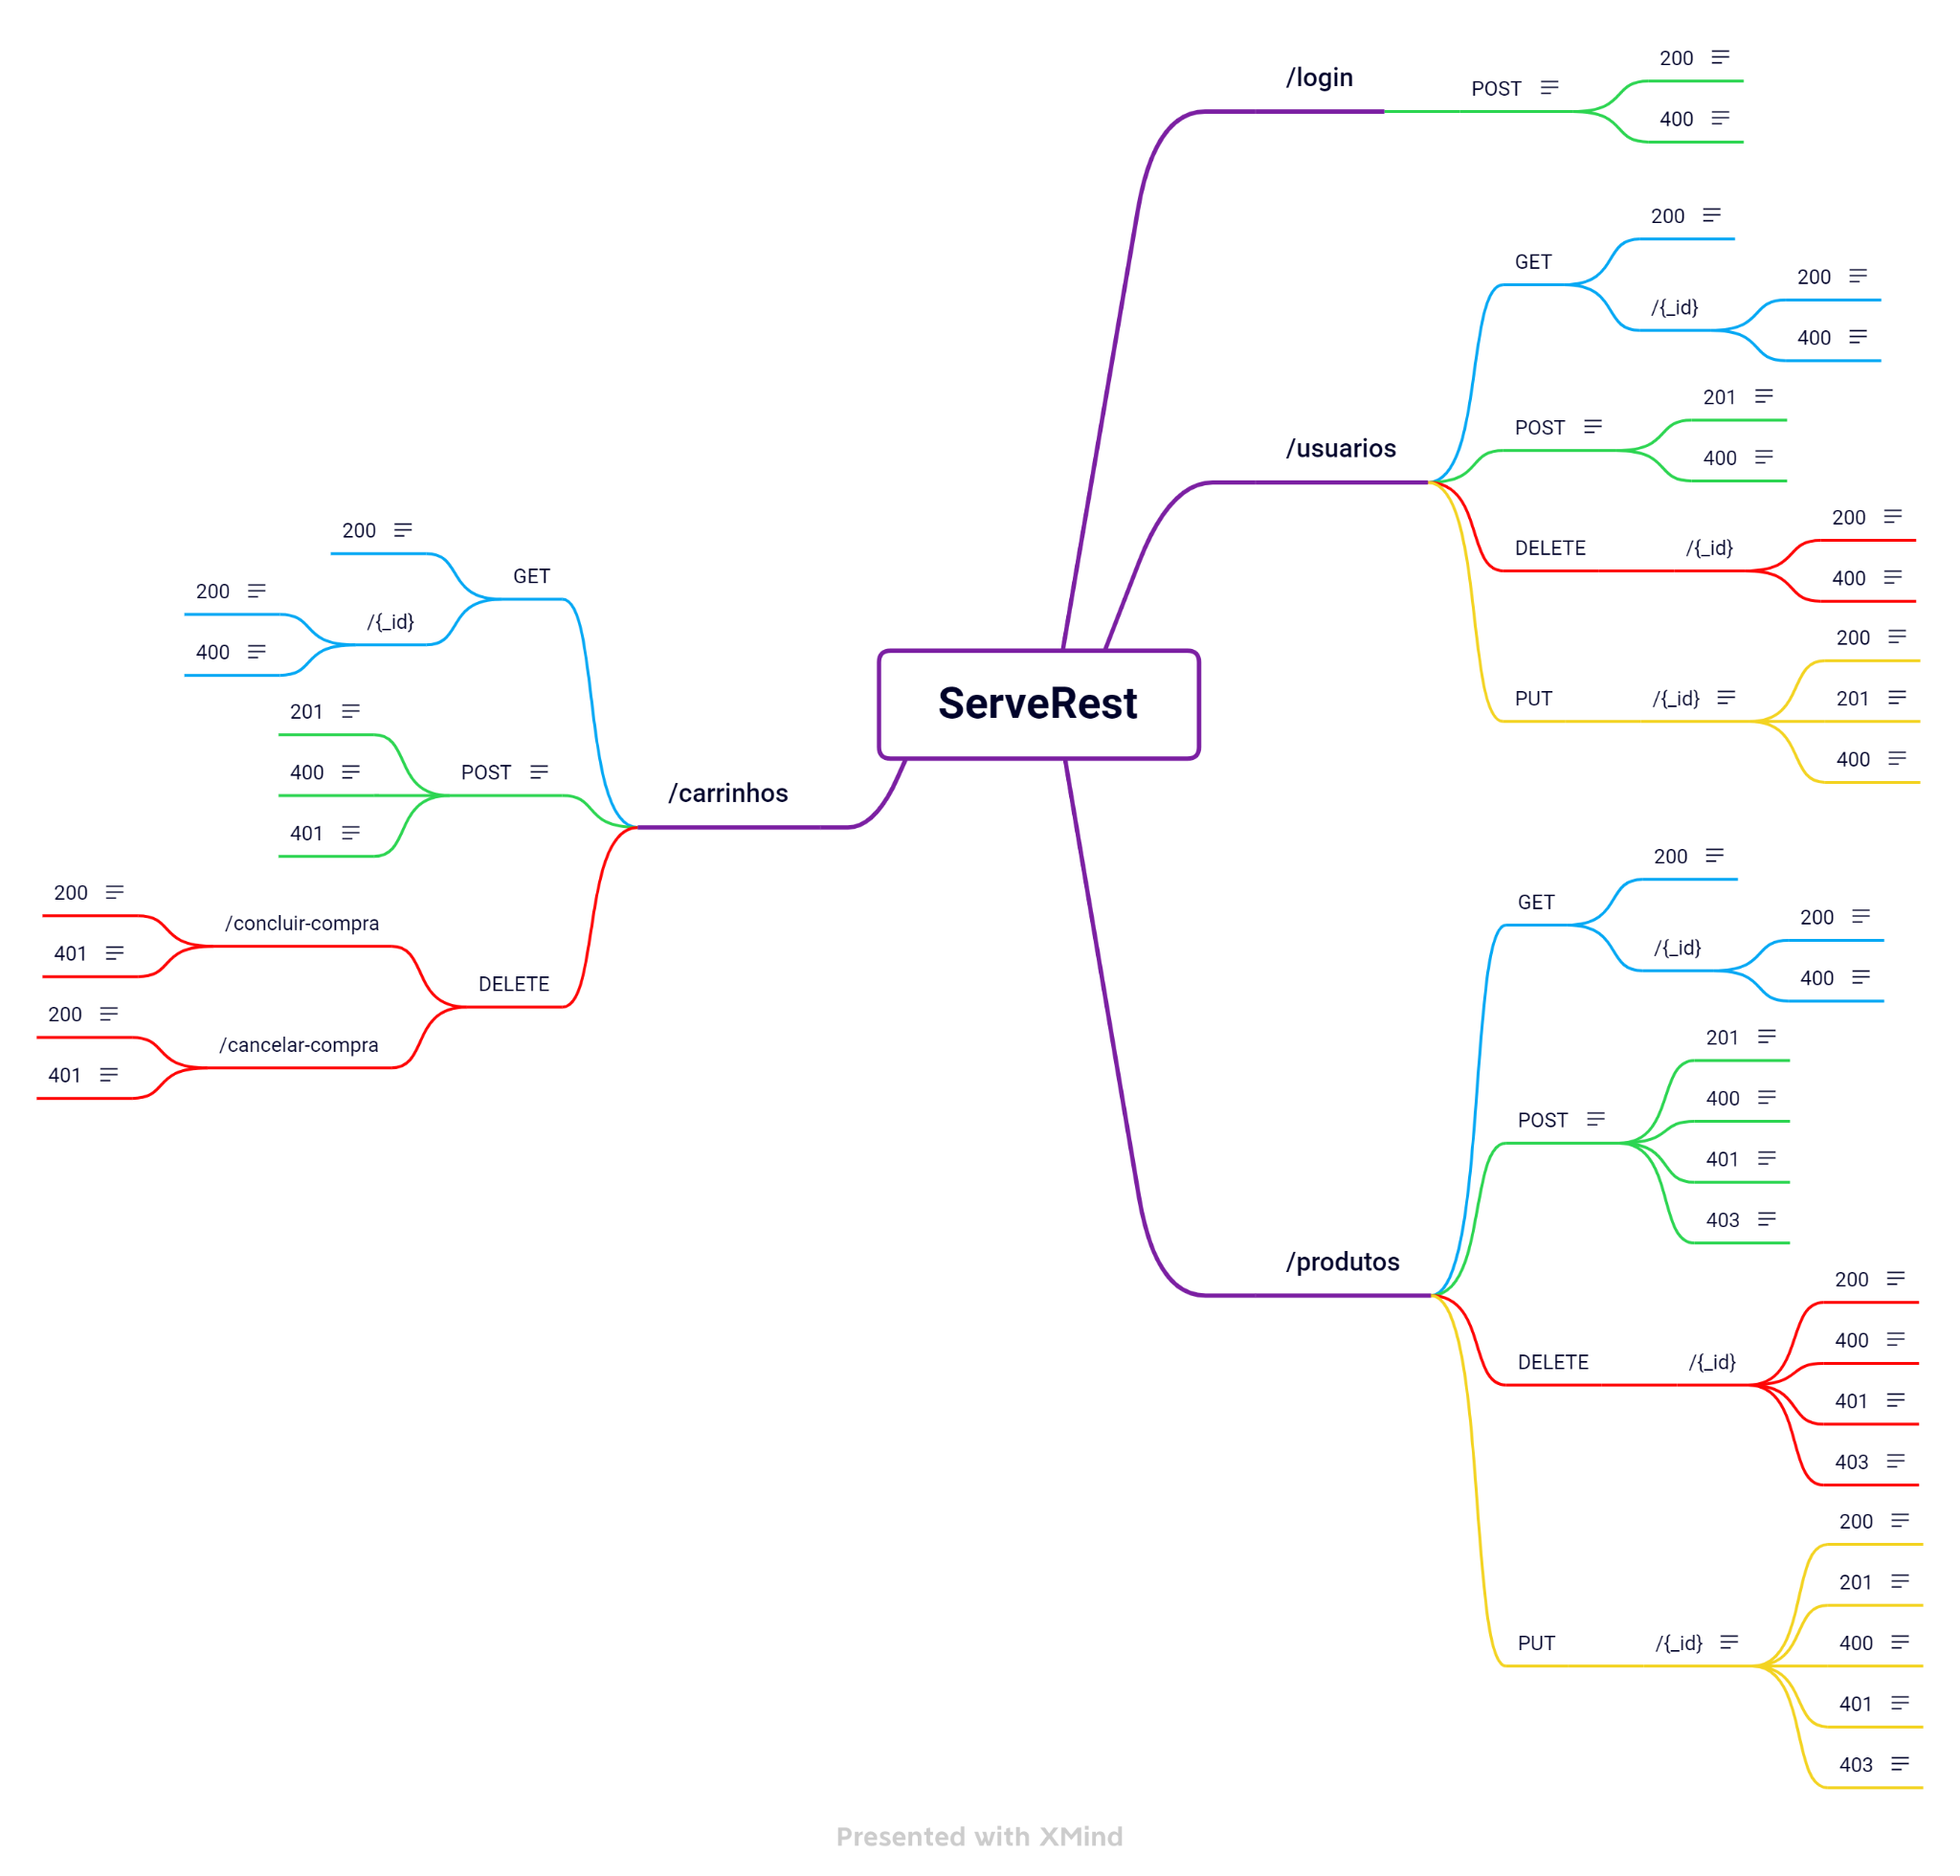 ServeRest
/login
POST
200
400
/usuarios
GET
200
/{_id}
200
400
POST
201
400
DELETE
/{_id}
200
400
PUT
/{_id}
200
201
400
/produtos
GET
200
/{_id}
200
400
POST
201
400
401
403
DELETE
/{_id}
200
400
401
403
PUT
/{_id}
200
201
400
401
403
/carrinhos
GET
200
/{_id}
200
400
POST
201
400
401
DELETE
/concluir-compra
200
401
/cancelar-compra
200
401
Presented with XMind